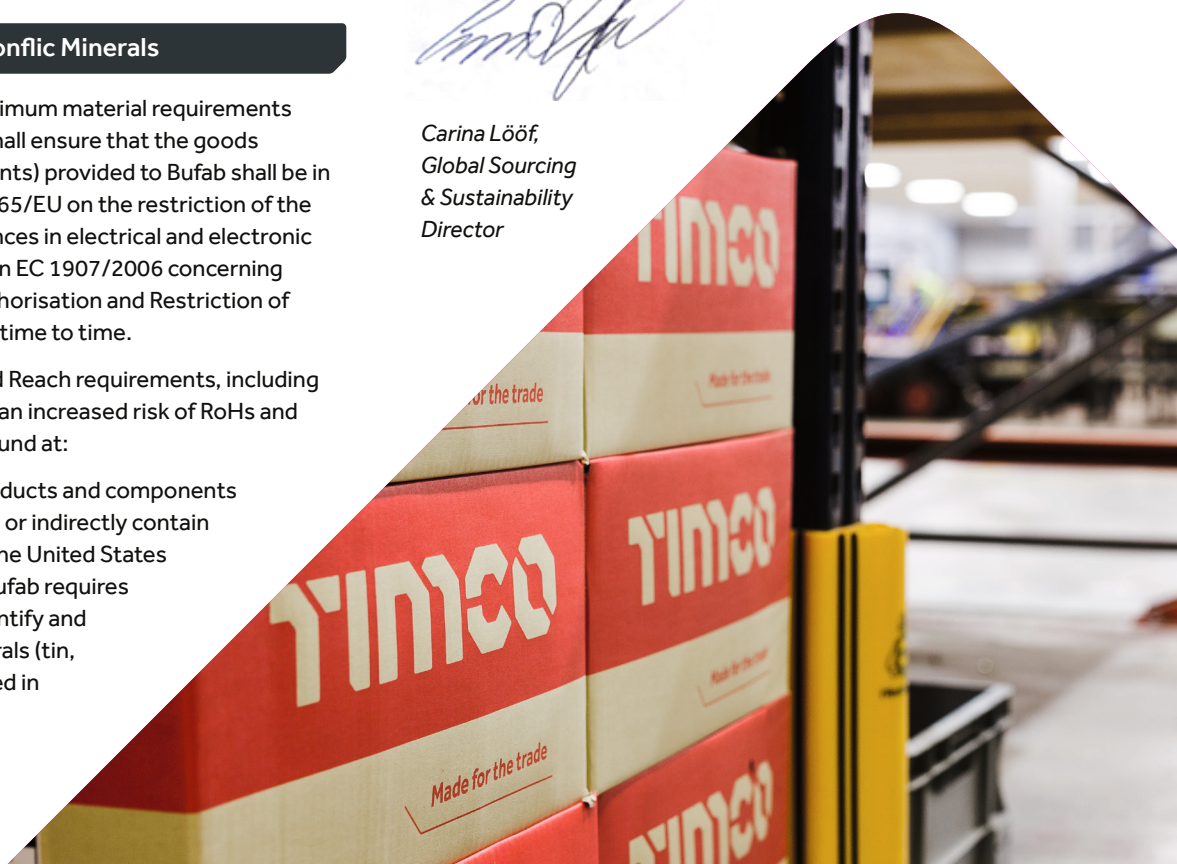 onflic Minerals
imum material requirements
hall ensure that the goods
nts) provided to Bufab shall be in
65/EU on the restriction of the
nces in electrical and electronic
n EC 1907/2006 concerning
horisation and Restriction of
time to time.
d Reach requirements, including
an increased risk of RoHs and
und at:
ducts and components
or indirectly contain
he United States
ufab requires
ntify and
rals (tin,
ed in
Carina Lööf,
Global Sourcing
& Sustainability
Director
TIMCO
for the trade
Made for the trade
TIMCO
TIMCO
Made for the trade
Made for the trade
TIMCO